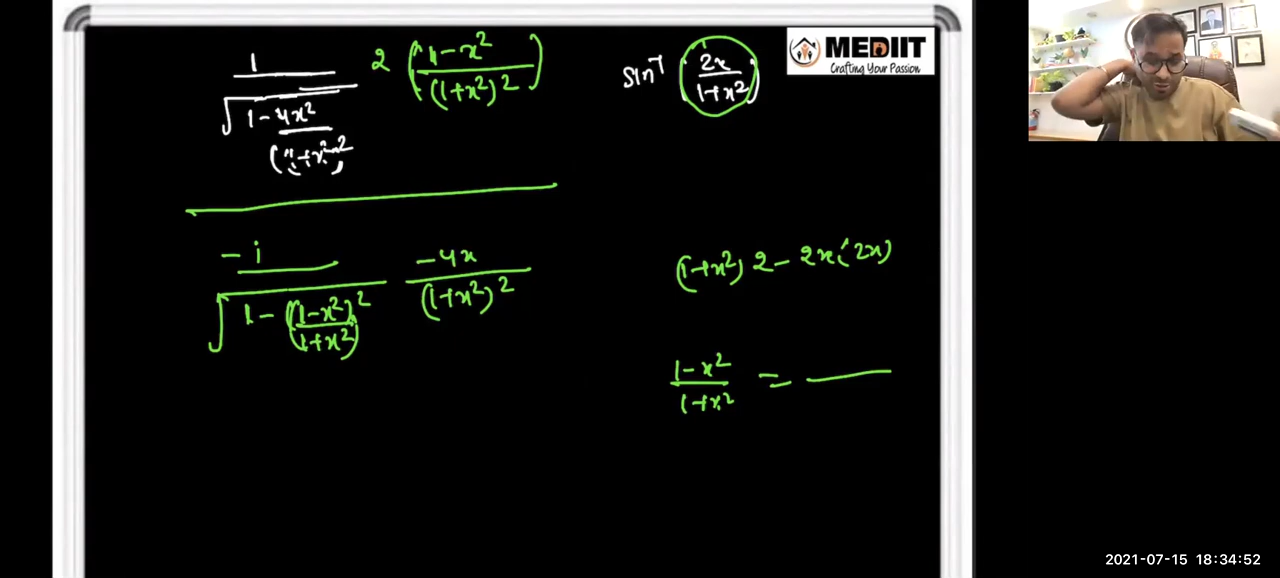 1 / √(1 - 4x² / (1+x²)²) 2 ((1-x²) / (1+x²)²)
sin⁻¹ (2x / (1+x²))
MEDIIT
Crafting Your Passion
-1 / √(1 - ((1-x²) / (1+x²))²) -4x / (1+x²)²
(1+x²) 2 - 2x (2x)
(1-x²) / (1+x²) = —
2021-07-15 18:34:52